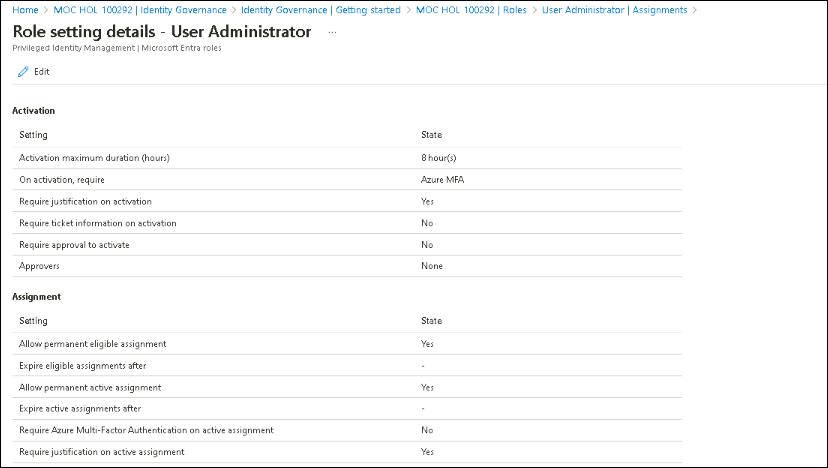 Home > MOC HOL 100292 | Identity Governance > Identity Governance | Getting started > MOC HOL 100292 | Roles > User Administrator | Assignments >
Role setting details - User Administrator ...
Privileged Identity Management | Microsoft Entra roles
Edit
Activation
Setting State
Activation maximum duration (hours) 8 hour(s)
On activation, require Azure MFA
Require justification on activation Yes
Require ticket information on activation No
Require approval to activate No
Approvers None
Assignment
Setting State
Allow permanent eligible assignment Yes
Expire eligible assignments after -
Allow permanent active assignment Yes
Expire active assignments after -
Require Azure Multi-Factor Authentication on active assignment No
Require justification on active assignment Yes